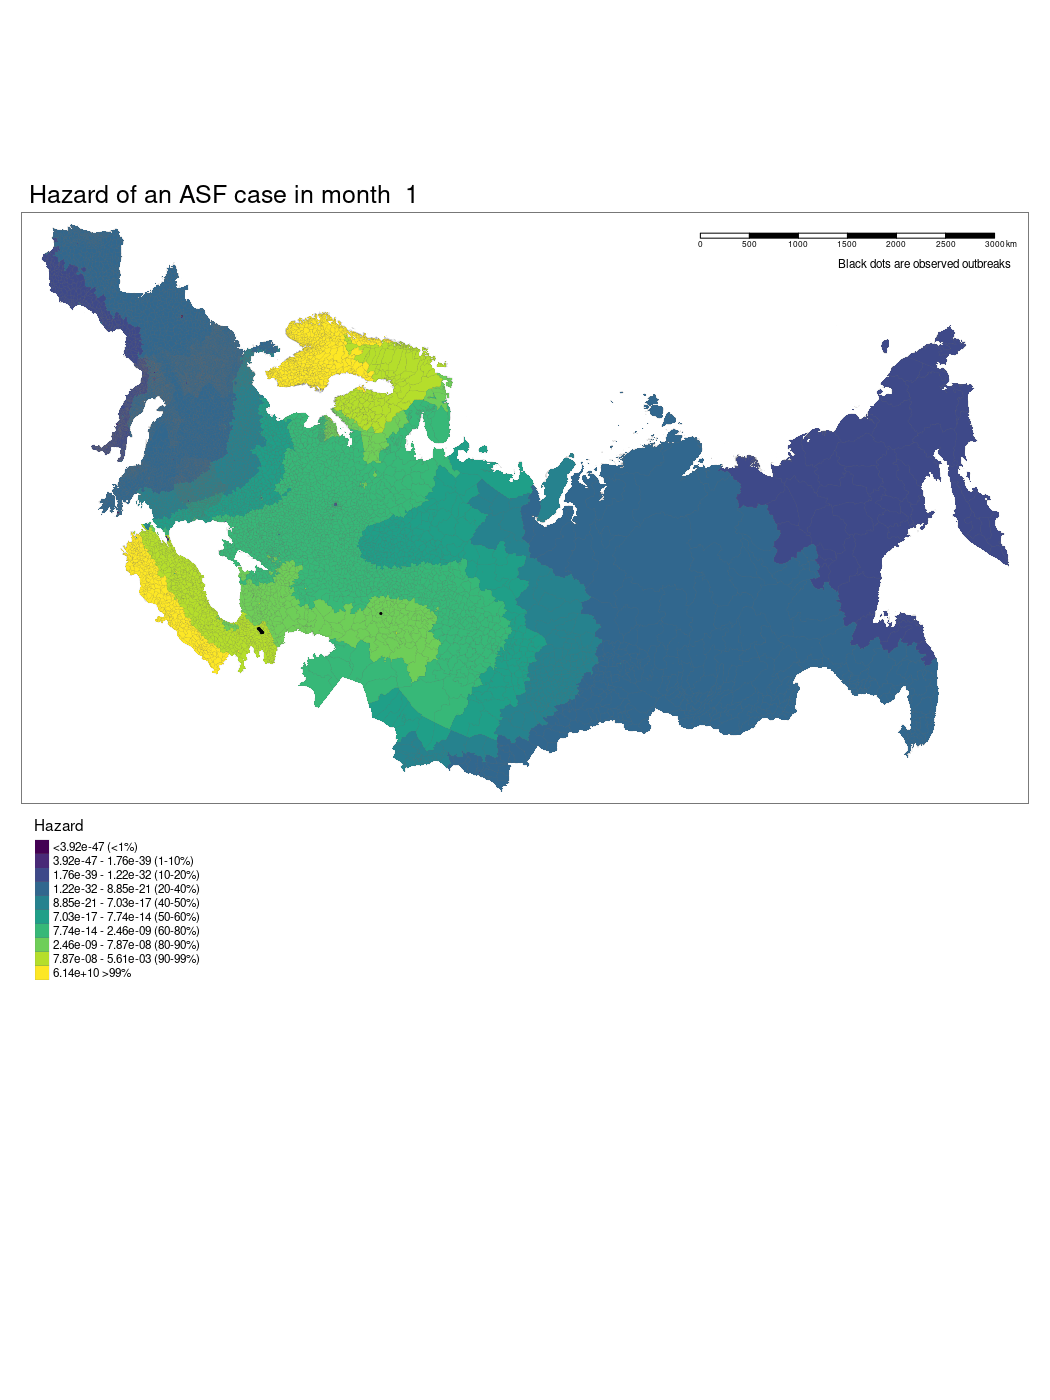 Hazard of an ASF case in month 1
0 500 1000 1500 2000 2500 3000 km
Black dots are observed outbreaks
Hazard
<3.92e-47 (<1%)
3.92e-47 - 1.76e-39 (1-10%)
1.76e-39 - 1.22e-32 (10-20%)
1.22e-32 - 8.85e-21 (20-40%)
8.85e-21 - 7.03e-17 (40-50%)
7.03e-17 - 7.74e-14 (50-60%)
7.74e-14 - 2.46e-09 (60-80%)
2.46e-09 - 7.87e-08 (80-90%)
7.87e-08 - 5.61e-03 (90-99%)
6.14e+10 >99%